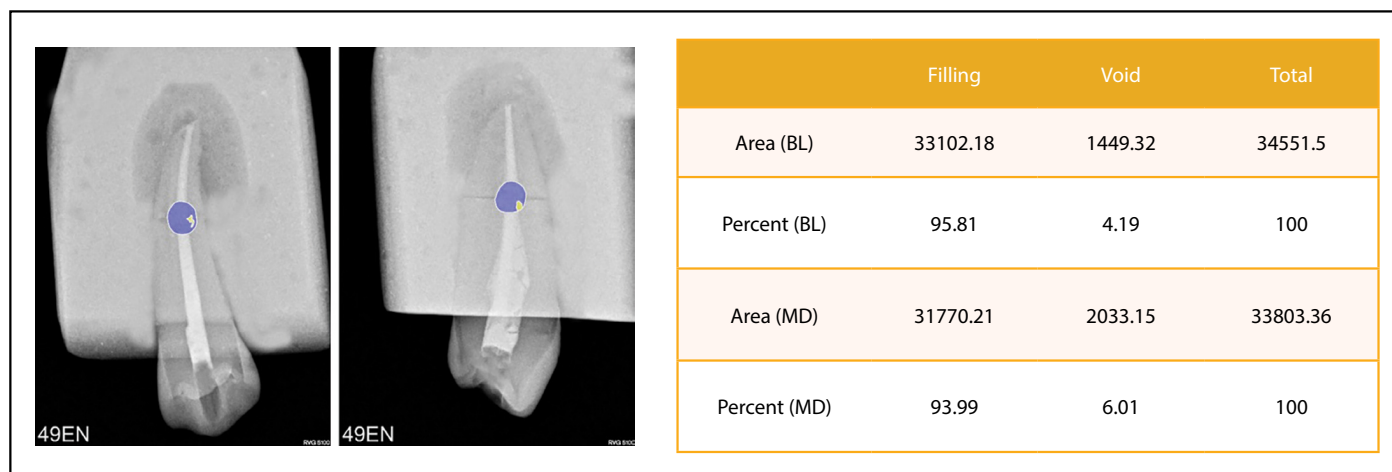 49EN
RVG 5100
49EN
RVG 5100
Filling Void Total
Area (BL) 33102.18 1449.32 34551.5
Percent (BL) 95.81 4.19 100
Area (MD) 31770.21 2033.15 33803.36
Percent (MD) 93.99 6.01 100